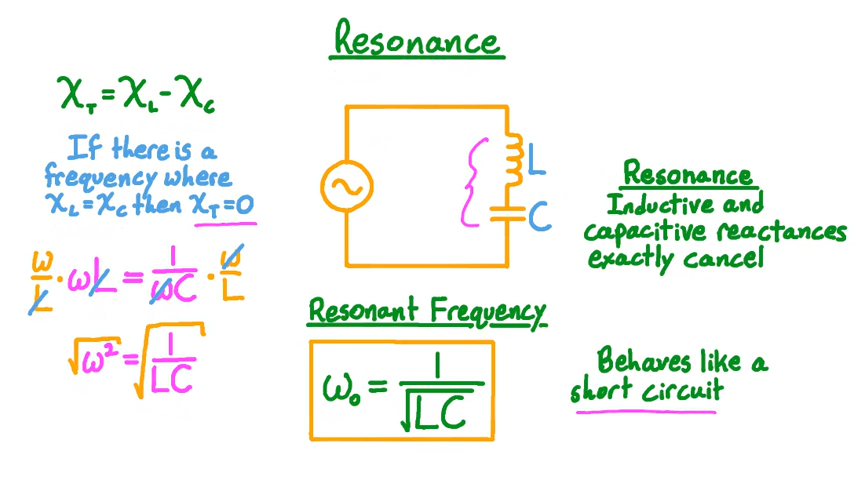 Resonance
X_T = X_L - X_C
If there is a
frequency where
X_L = X_C then X_T = 0
ω/L · ωL = 1/ωC · ω/L
√ω² = √(1/LC)
L
C
Resonant Frequency
ω₀ = 1/√LC
Resonance
Inductive and
capacitive reactances
exactly cancel
Behaves like a
short circuit